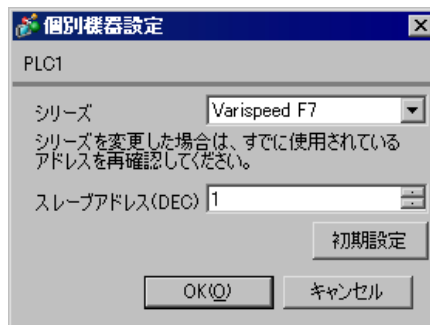 個別機器設定
PLC1
シリーズ Varispeed F7
シリーズを変更した場合は、すでに使用されている
アドレスを再確認してください。
スレーブアドレス(DEC) 1
初期設定
OK(O) キャンセル